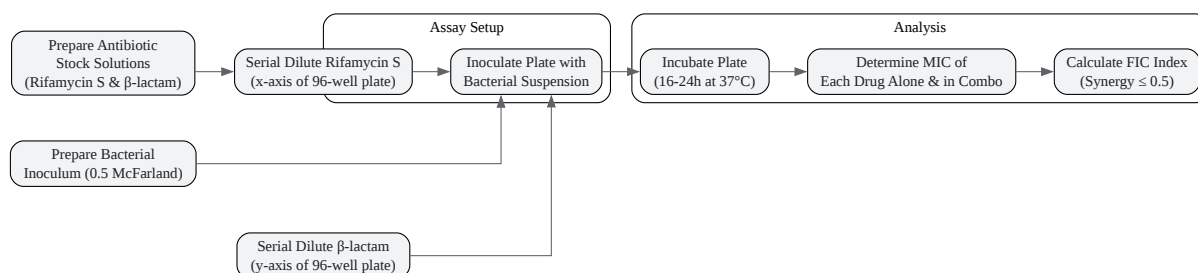 Assay Setup
Analysis
Prepare Antibiotic
Stock Solutions
(Rifamycin S & β-lactam)
Serial Dilute Rifamycin S
(x-axis of 96-well plate)
Inoculate Plate with
Bacterial Suspension
Incubate Plate
(16-24h at 37°C)
Determine MIC of
Each Drug Alone & in Combo
Calculate FIC Index
(Synergy ≤ 0.5)
Prepare Bacterial
Inoculum (0.5 McFarland)
Serial Dilute β-lactam
(y-axis of 96-well plate)